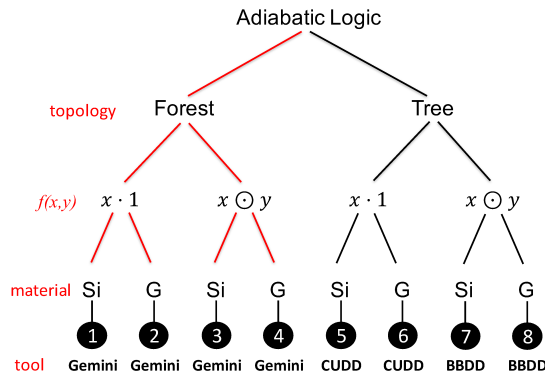 Adiabatic Logic
topology Forest Tree
f(x,y) x · 1 x ⊙ y x · 1 x ⊙ y
material Si G Si G Si G Si G
1 2 3 4 5 6 7 8
tool Gemini Gemini Gemini Gemini CUDD CUDD BBDD BBDD